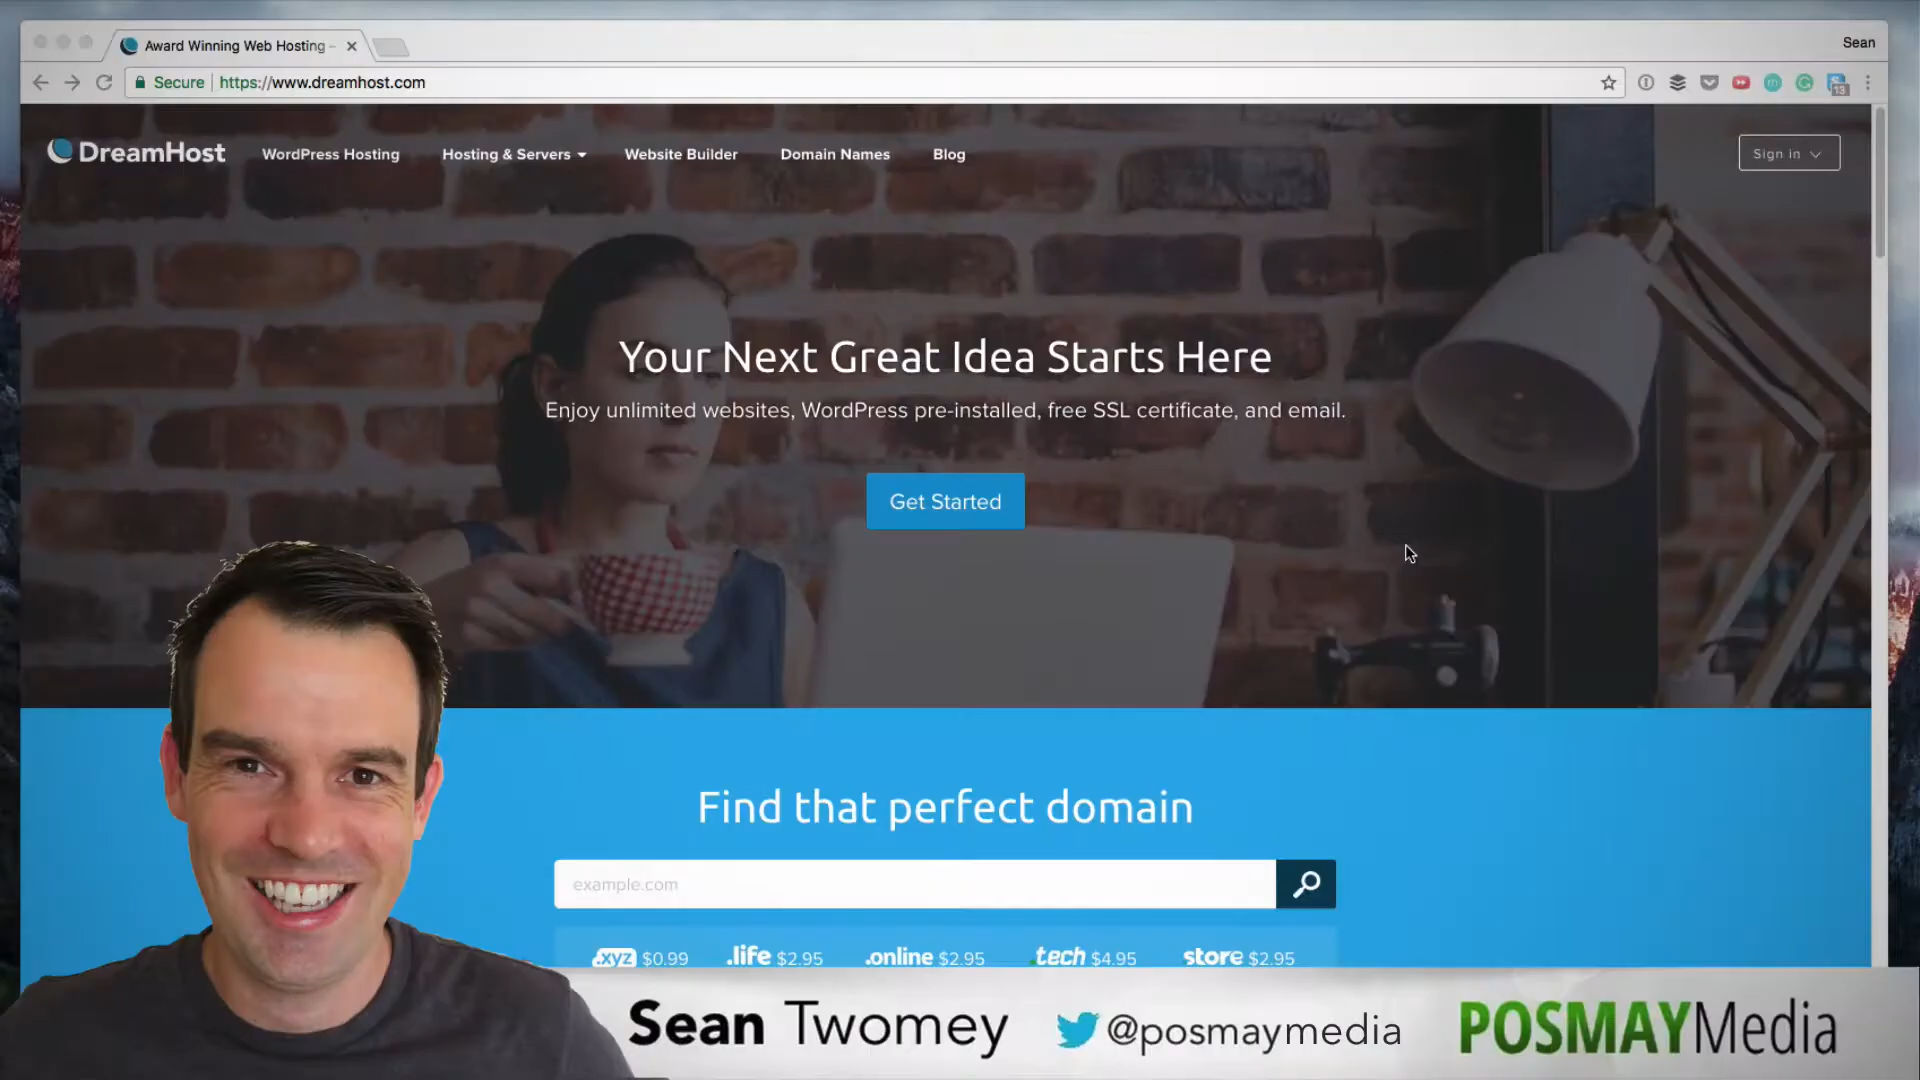 Award Winning Web Hosting -
Sean
Secure
https://www.dreamhost.com
13
DreamHost
WordPress Hosting
Hosting & Servers
Website Builder
Domain Names
Blog
Sign in
Your Next Great Idea Starts Here
Enjoy unlimited websites, WordPress pre-installed, free SSL certificate, and email.
Get Started
Find that perfect domain
example.com
.xyz $0.99
.life $2.95
.online $2.95
.tech $4.95
store $2.95
Sean Twomey
@posmaymedia
POSMAYMedia